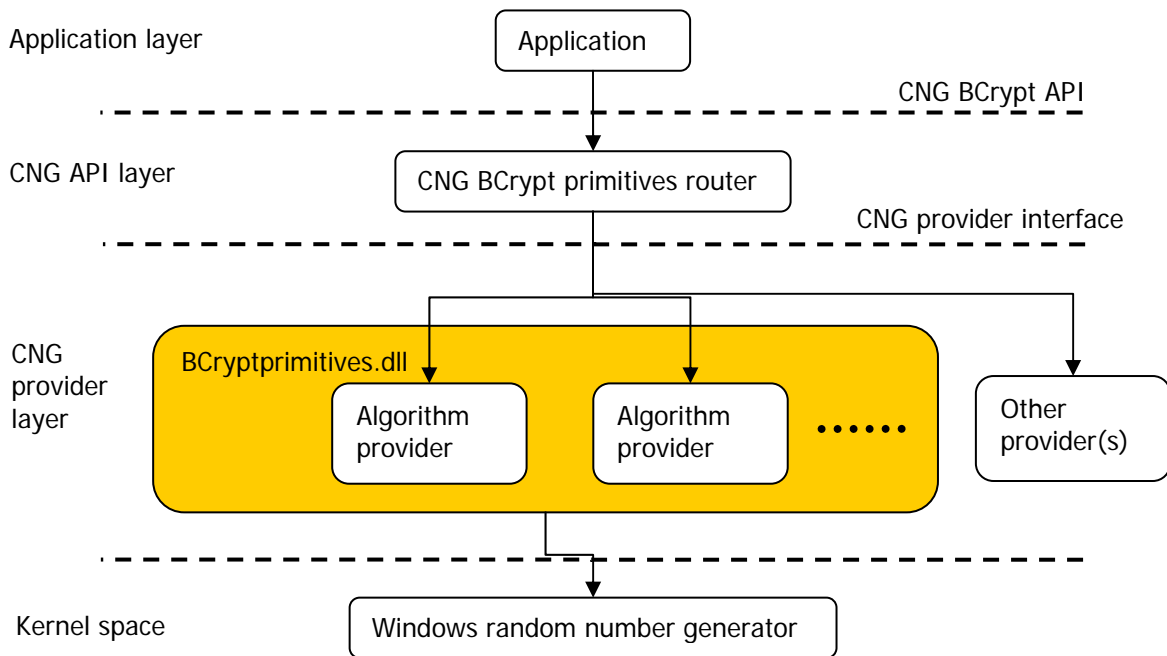 Application layer
Application
CNG BCrypt API
CNG API layer
CNG BCrypt primitives router
CNG provider interface
CNG
provider
layer
BCryptprimitives.dll
Algorithm
provider
Algorithm
provider
......
Other
provider(s)
Kernel space
Windows random number generator